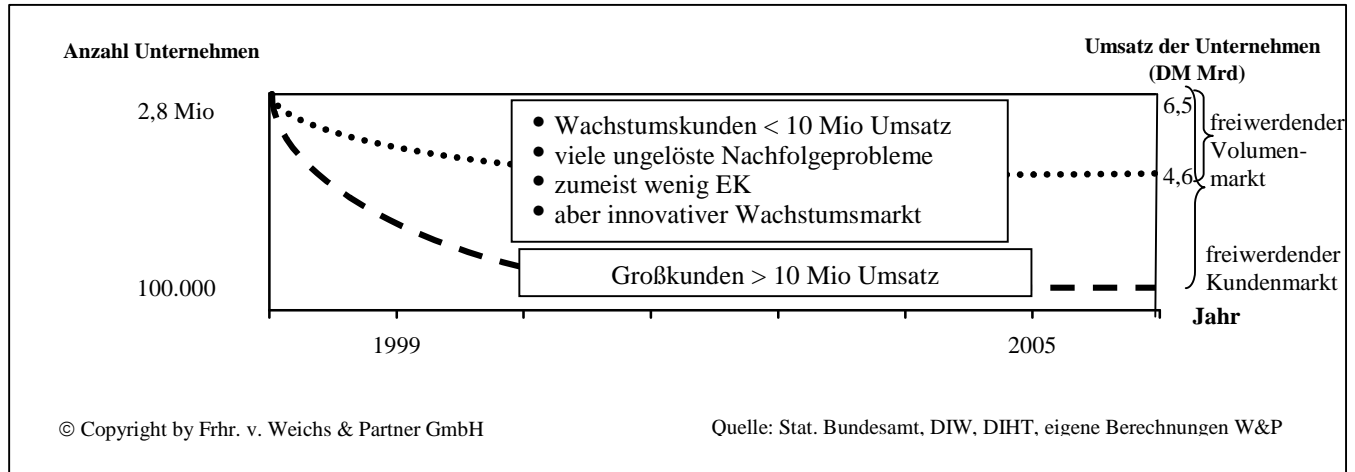 Anzahl Unternehmen
Umsatz der Unternehmen
(DM Mrd)
2,8 Mio
6,5
freiwerdender
Volumen-
markt
• Wachstumskunden < 10 Mio Umsatz
• viele ungelöste Nachfolgeprobleme
• zumeist wenig EK
• aber innovativer Wachstumsmarkt
4,6
Großkunden > 10 Mio Umsatz
freiwerdender
Kundenmarkt
100.000
Jahr
1999
2005
© Copyright by Frhr. v. Weichs & Partner GmbH
Quelle: Stat. Bundesamt, DIW, DIHT, eigene Berechnungen W&P